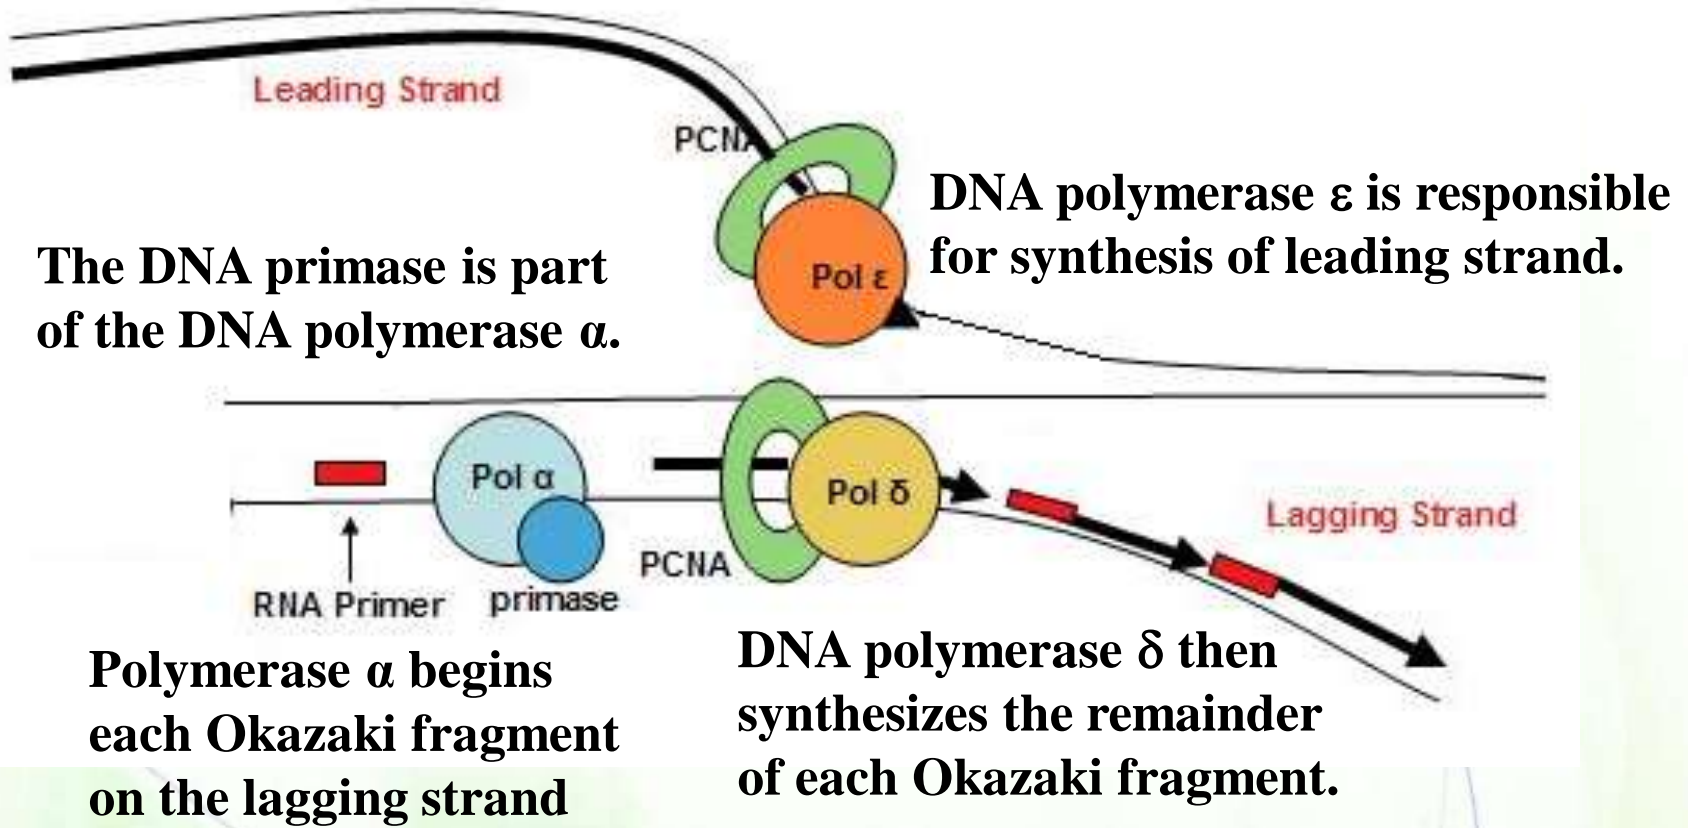 Leading Strand
PCNA
DNA polymerase ε is responsible
for synthesis of leading strand.
The DNA primase is part
of the DNA polymerase α.
Pol ε
Pol α
Pol δ
Lagging Strand
PCNA
RNA Primer
primase
Polymerase α begins
each Okazaki fragment
on the lagging strand
DNA polymerase δ then
synthesizes the remainder
of each Okazaki fragment.